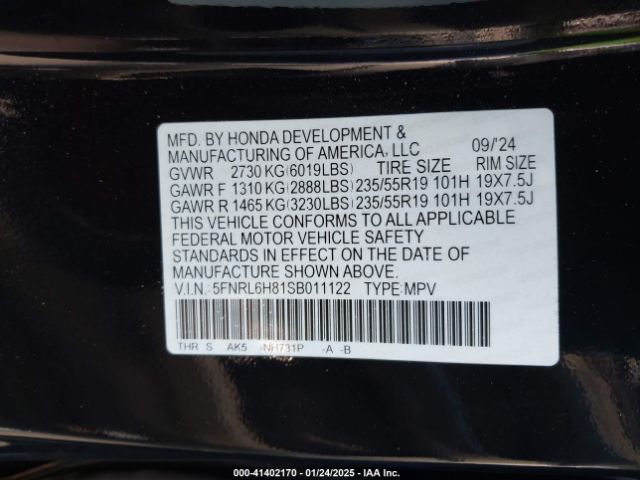 MFD. BY HONDA DEVELOPMENT &
MANUFACTURING OF AMERICA, LLC 09/'24
GVWR 2730 KG(6019LBS) TIRE SIZE RIM SIZE
GAWR F 1310 KG(2888LBS) 235/55R19 101H 19X7.5J
GAWR R 1465 KG(3230LBS) 235/55R19 101H 19X7.5J
THIS VEHICLE CONFORMS TO ALL APPLICABLE
FEDERAL MOTOR VEHICLE SAFETY
STANDARDS IN EFFECT ON THE DATE OF
MANUFACTURE SHOWN ABOVE.
V.I.N.: 5FNRL6H81SB011122 TYPE:MPV
THR S AK5 -NH731P -A -B
000-41402170 - 01/24/2025 - IAA Inc.